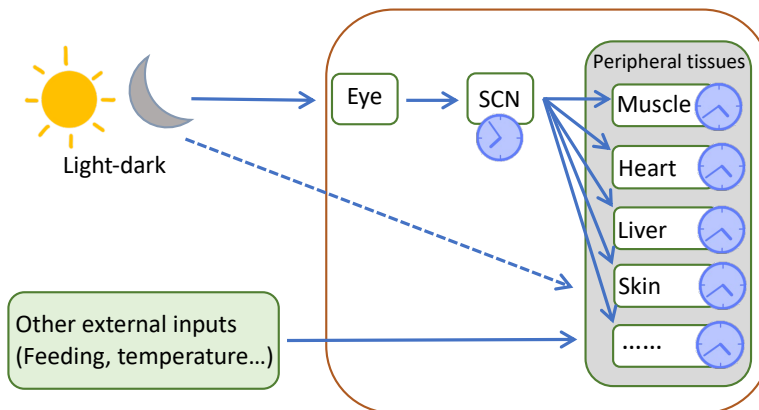 Light-dark
Eye
SCN
Peripheral tissues
Muscle
Heart
Liver
Skin
......
Other external inputs
(Feeding, temperature...)